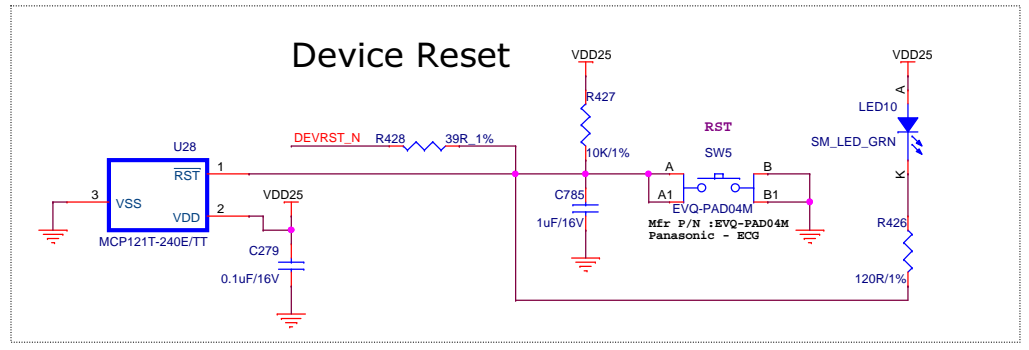 Device Reset
VDD25
VDD25
R427
A
LED10
DEVRST_N
R428
39R_1%
RST
SM_LED_GRN
U28
10K/1%
SW5
1
RST
A
B
K
3
VSS
VDD25
C785
A1
B1
VDD
2
1uF/16V
EVQ-PAD04M
R426
MCP121T-240E/TT
Mfr P/N :EVQ-PAD04M
C279
Panasonic - ECG
0.1uF/16V
120R/1%